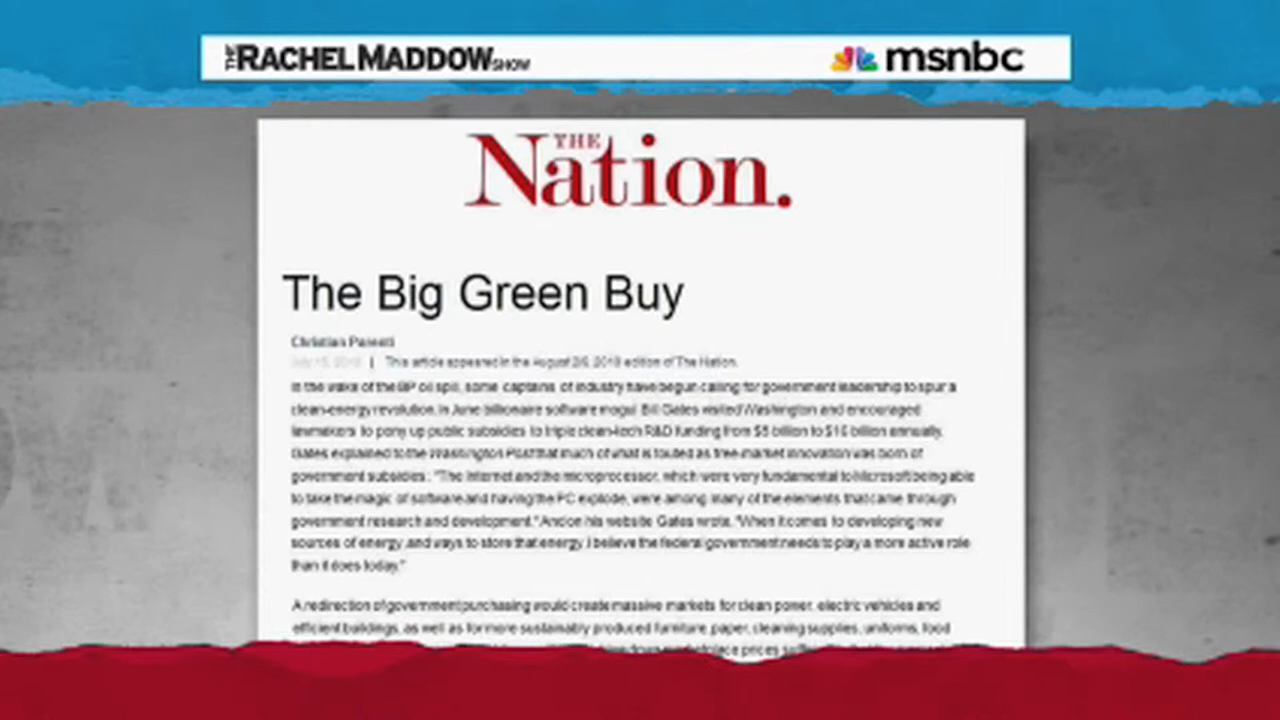 THE RACHEL MADDOW SHOW
msnbc
THE
Nation.
The Big Green Buy
Christian Parenti
July 15, 2010 | This article appeared in the August 2/9, 2010 edition of The Nation.
In the wake of the BP oil spill, some captains of industry have begun calling for government leadership to spur a
clean-energy revolution. In June billionaire software mogul Bill Gates visited Washington and encouraged
lawmakers to pony up public subsidies to triple clean-tech R&D funding from $5 billion to $16 billion annually.
Gates explained to the Washington Post that much of what is touted as free-market innovation was born of
government subsidies: "The Internet and the microprocessor, which were very fundamental to Microsoft being able
to take the magic of software and having the PC explode, were among many of the elements that came through
government research and development." And on his website Gates wrote, "When it comes to developing new
sources of energy, and ways to store that energy, I believe the federal government needs to play a more active role
than it does today."
A redirection of government purchasing would create massive markets for clean power, electric vehicles and
efficient buildings, as well as for more sustainably produced furniture, paper, cleaning supplies, uniforms, food
marketplace prices